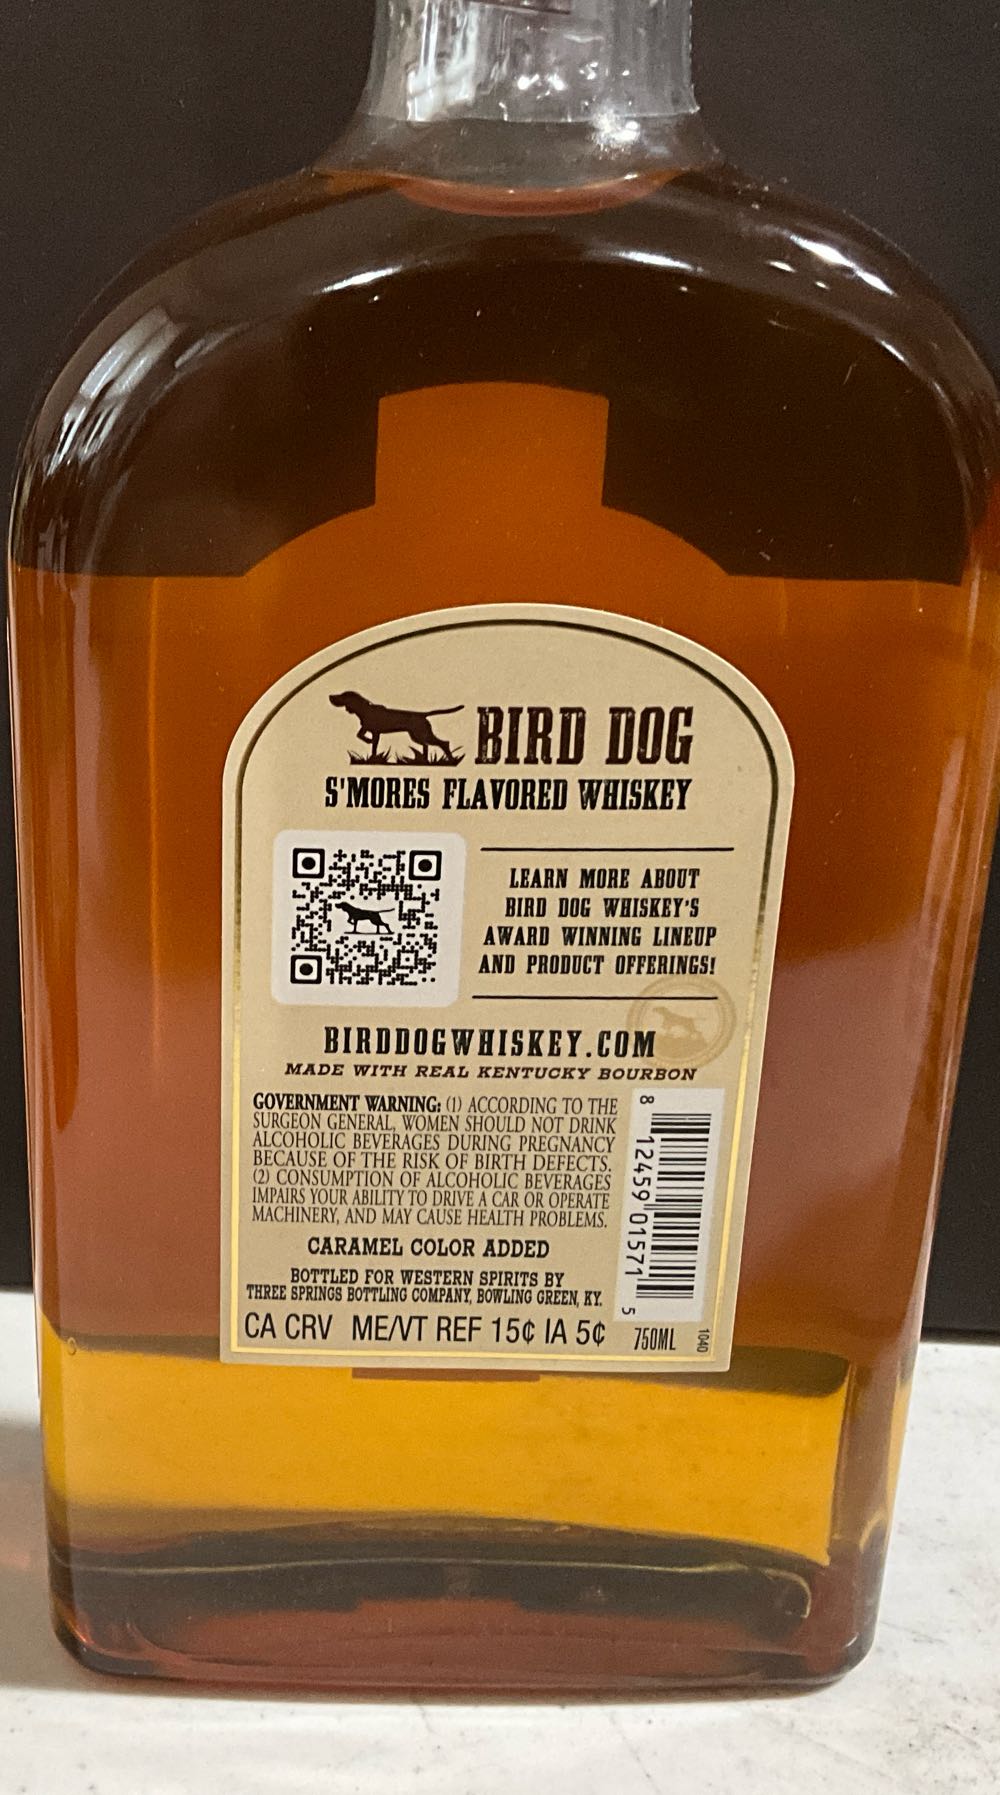 BIRD DOG
S'MORES FLAVORED WHISKEY
LEARN MORE ABOUT
BIRD DOG WHISKEY'S
AWARD WINNING LINEUP
AND PRODUCT OFFERINGS!
BIRDDOGWHISKEY.COM
MADE WITH REAL KENTUCKY BOURBON
GOVERNMENT WARNING: (1) ACCORDING TO THE
SURGEON GENERAL, WOMEN SHOULD NOT DRINK
ALCOHOLIC BEVERAGES DURING PREGNANCY
BECAUSE OF THE RISK OF BIRTH DEFECTS.
(2) CONSUMPTION OF ALCOHOLIC BEVERAGES
IMPAIRS YOUR ABILITY TO DRIVE A CAR OR OPERATE
MACHINERY, AND MAY CAUSE HEALTH PROBLEMS.
CARAMEL COLOR ADDED
BOTTLED FOR WESTERN SPIRITS BY
THREE SPRINGS BOTTLING COMPANY, BOWLING GREEN, KY.
CA CRV ME/VT REF 15¢ IA 5¢
8 12459 01571 5
750ML
1040